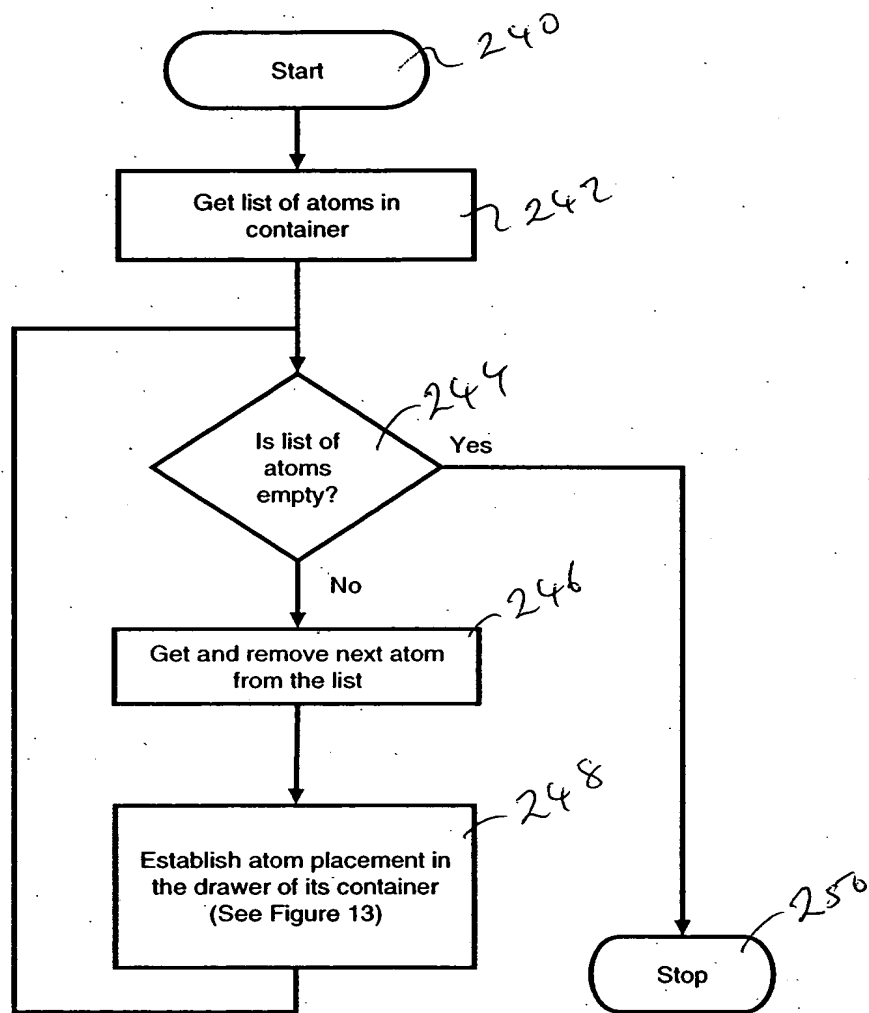 Start
240
Get list of atoms in
container
242
244
Is list of
atoms
empty?
Yes
No
246
Get and remove next atom
from the list
248
Establish atom placement in
the drawer of its container
(See Figure 13)
250
Stop